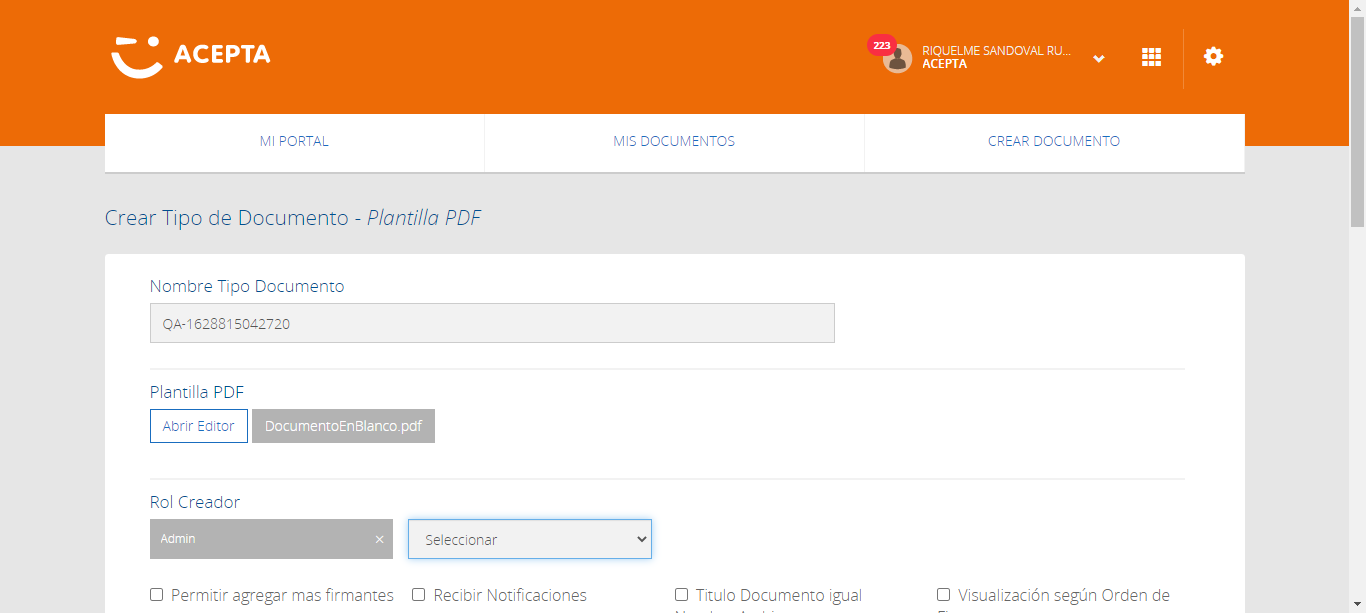 ACEPTA
223
RIQUELME SANDOVAL RU...
ACEPTA
MI PORTAL
MIS DOCUMENTOS
CREAR DOCUMENTO
Crear Tipo de Documento - Plantilla PDF
Nombre Tipo Documento
QA-1628815042720
Plantilla PDF
Abrir Editor
DocumentoEnBlanco.pdf
Rol Creador
Admin ×
Seleccionar
Permitir agregar mas firmantes
Recibir Notificaciones
Titulo Documento igual
Visualización según Orden de